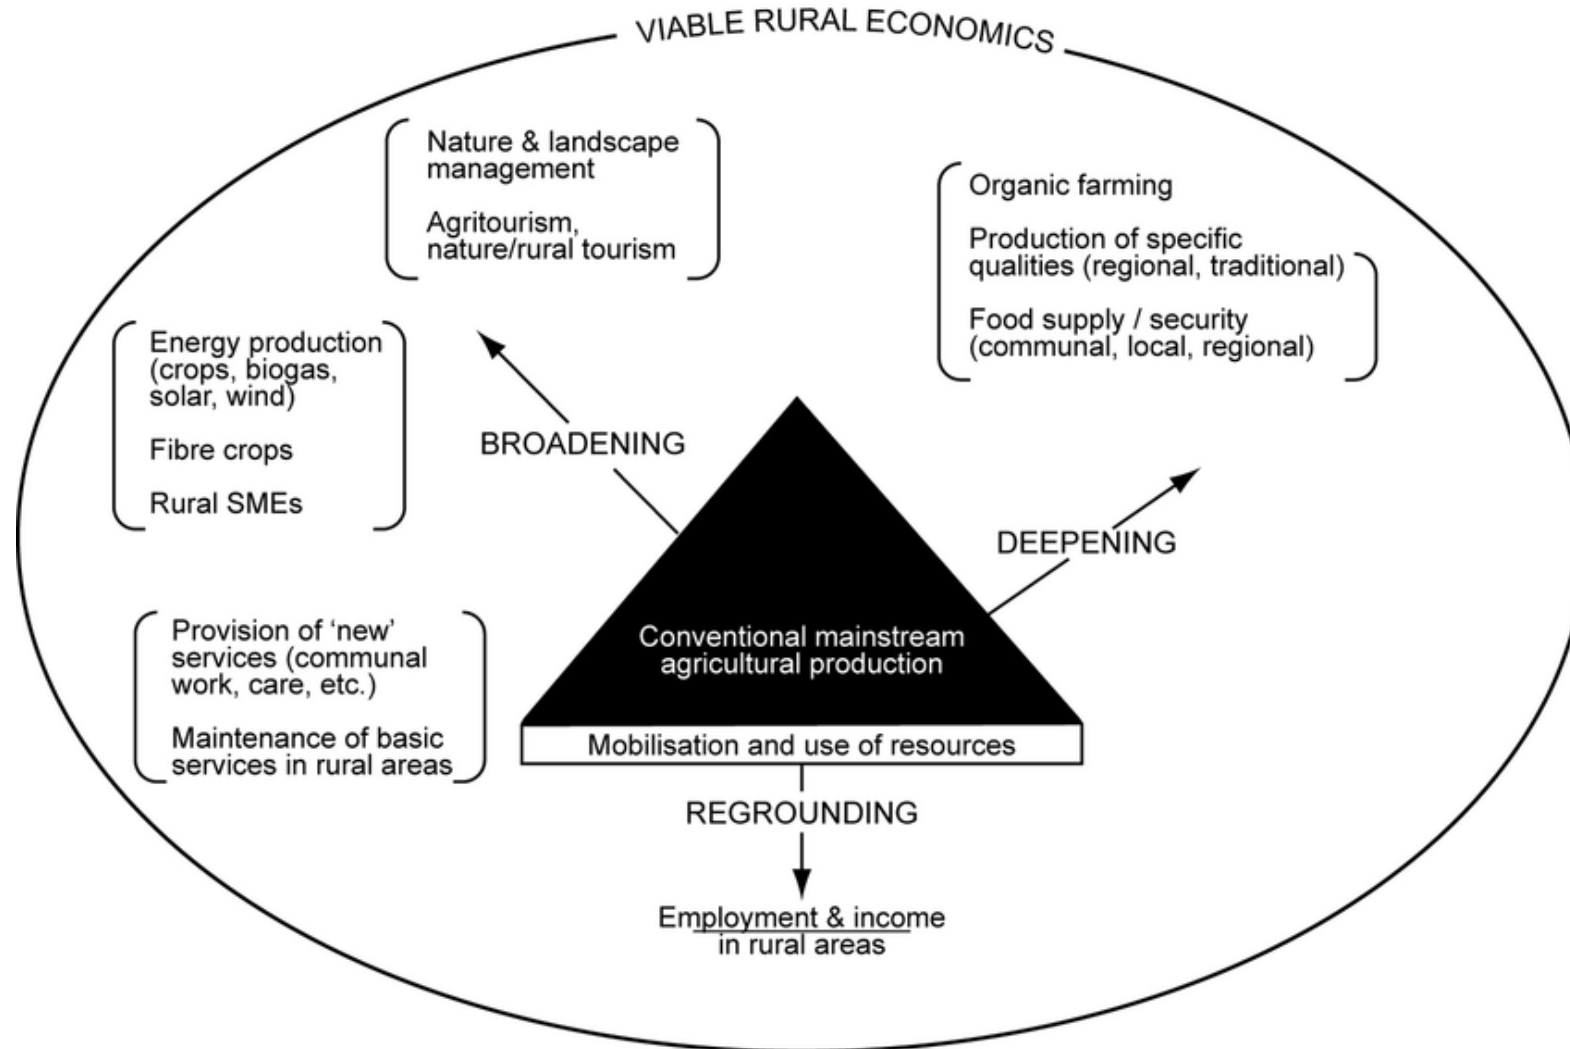 VIABLE RURAL ECONOMICS
Nature & landscape
management
Agritourism,
nature/rural tourism
Organic farming
Production of specific
qualities (regional, traditional)
Food supply / security
(communal, local, regional)
Energy production
(crops, biogas,
solar, wind)
Fibre crops
Rural SMEs
BROADENING
DEEPENING
Provision of ‘new’
services (communal
work, care, etc.)
Maintenance of basic
services in rural areas
Conventional mainstream
agricultural production
Mobilisation and use of resources
REGROUNDING
Employment & income
in rural areas